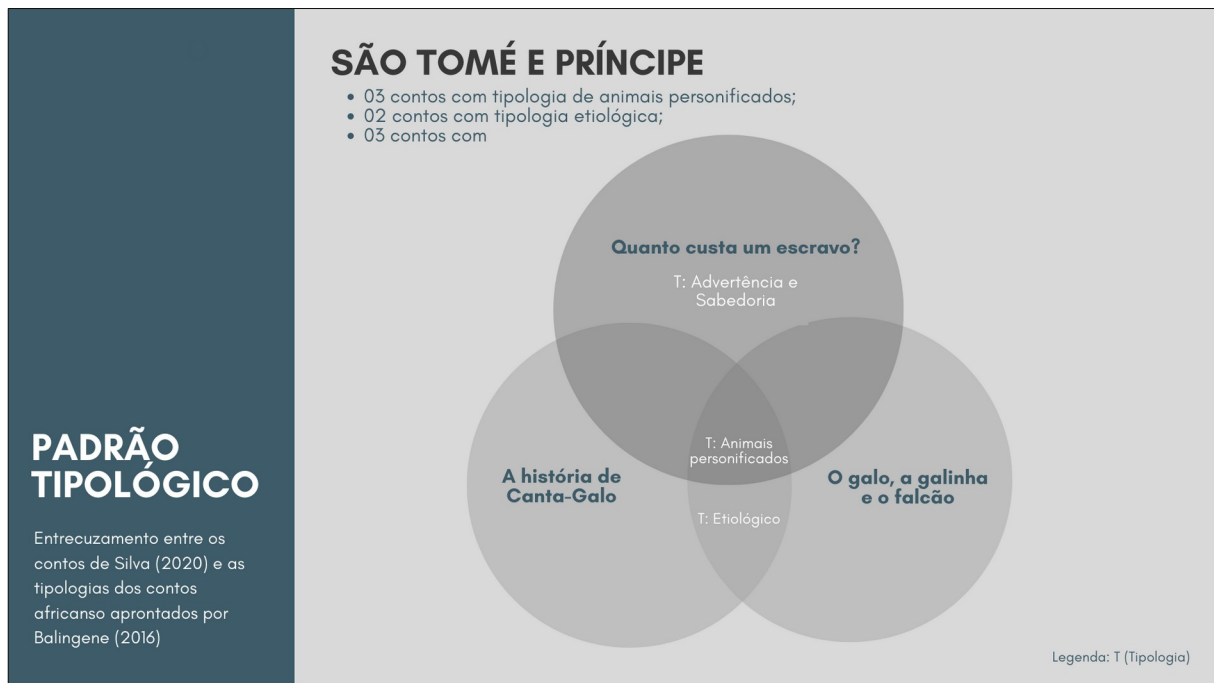 SÃO TOMÉ E PRÍNCIPE
• 03 contos com tipologia de animais personificados;
• 02 contos com tipologia etiológica;
• 03 contos com
Quanto custa um escravo?
T: Advertência e
Sabedoria
T: Animais
personificados
A história de
Canta-Galo
O galo, a galinha
e o falcão
T: Etiológico
PADRÃO
TIPOLÓGICO
Entrecuzamento entre os
contos de Silva (2020) e as
tipologias dos contos
africanso aprontados por
Balingene (2016)
Legenda: T (Tipologia)